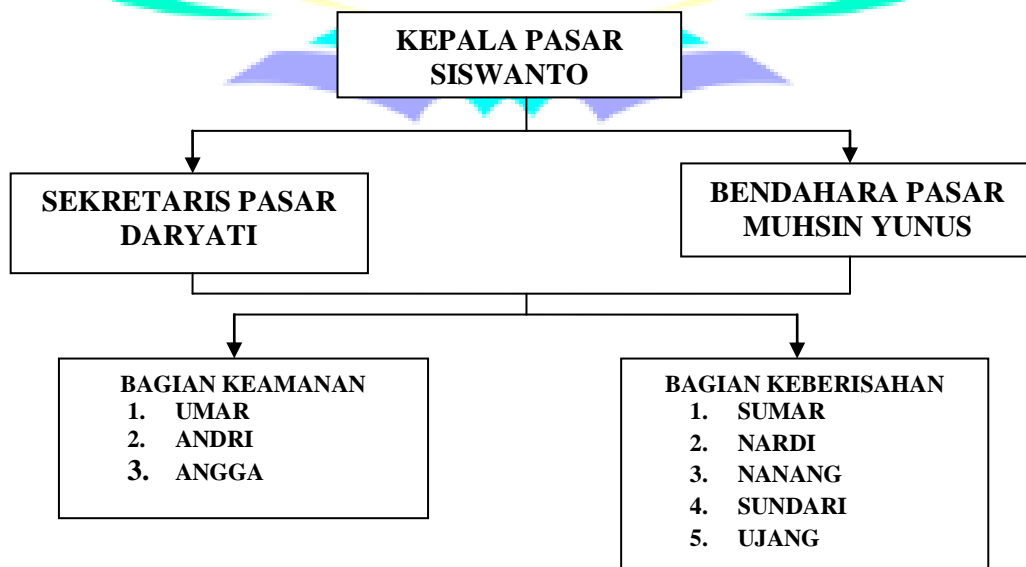 KEPALA PASAR
SISWANTO
SEKRETARIS PASAR
DARYATI
BENDAHARA PASAR
MUHSIN YUNUS
BAGIAN KEAMANAN
1. UMAR
2. ANDRI
3. ANGGA
BAGIAN KEBERISAHAN
1. SUMAR
2. NARDI
3. NANANG
4. SUNDARI
5. UJANG